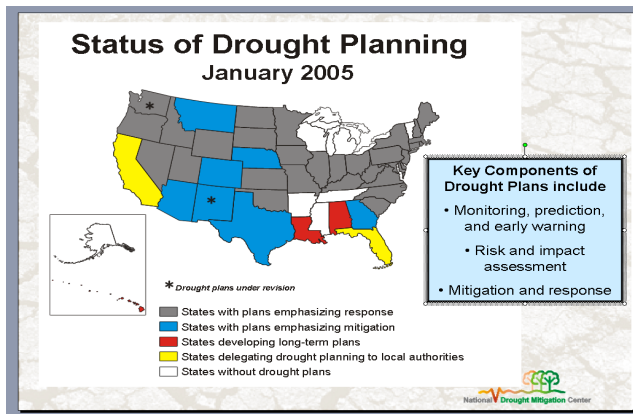 Status of Drought Planning
January 2005
*
*
Key Components of
Drought Plans include
• Monitoring, prediction,
and early warning
• Risk and impact
assessment
• Mitigation and response
* Drought plans under revision
States with plans emphasizing response
States with plans emphasizing mitigation
States developing long-term plans
States delegating drought planning to local authorities
States without drought plans
National Drought Mitigation Center